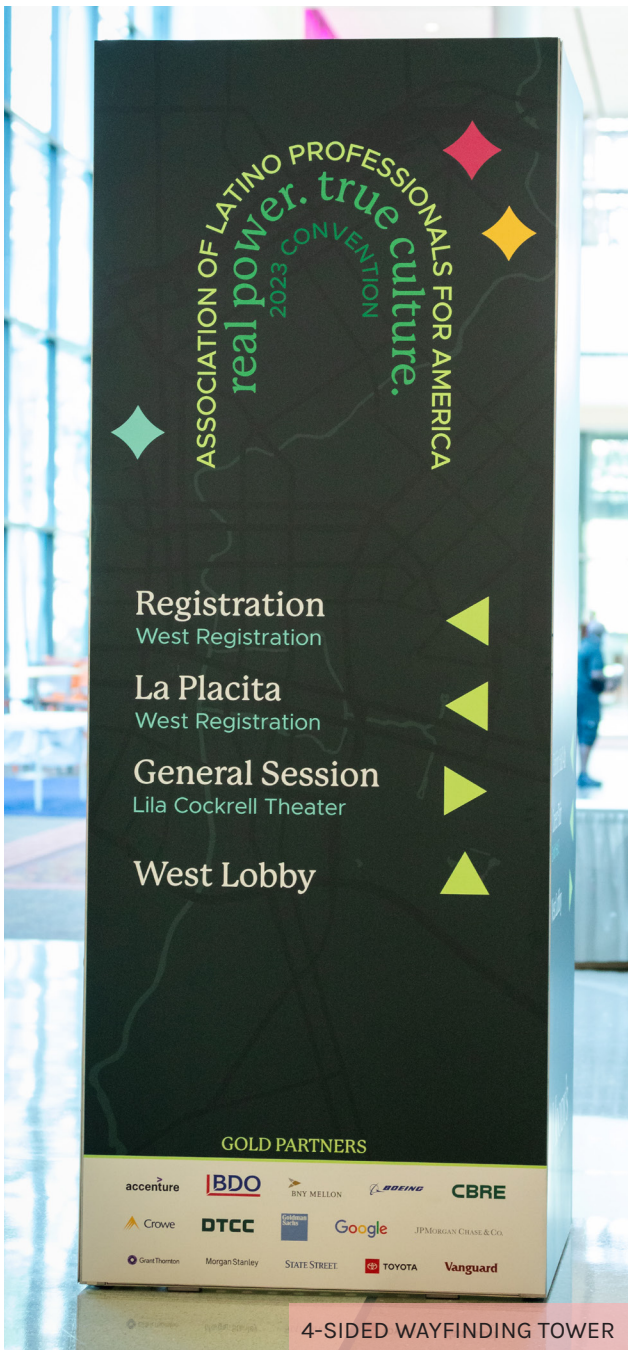 ASSOCIATION OF LATINO PROFESSIONALS FOR AMERICA
real power. true culture.
2023 CONVENTION
Registration
West Registration
La Placita
West Registration
General Session
Lila Cockrell Theater
West Lobby
GOLD PARTNERS
accenture BDO BNY MELLON BOEING CBRE
Crowe DTCC Goldman Sachs Google JPMORGAN CHASE & CO.
Grant Thornton Morgan Stanley STATE STREET TOYOTA Vanguard
4-SIDED WAYFINDING TOWER